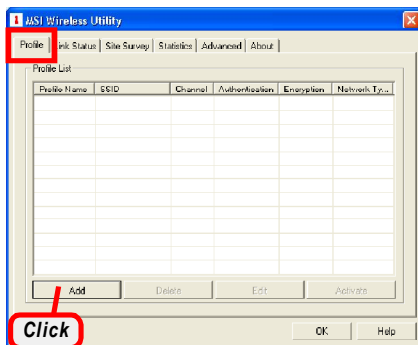 MSI Wireless Utility
Profile Link Status Site Survey Statistics Advanced About
Profile List
Profile Name SSID Channel Authentication Encryption Network Ty...
Add Delete Edit Activate
Click
OK Help